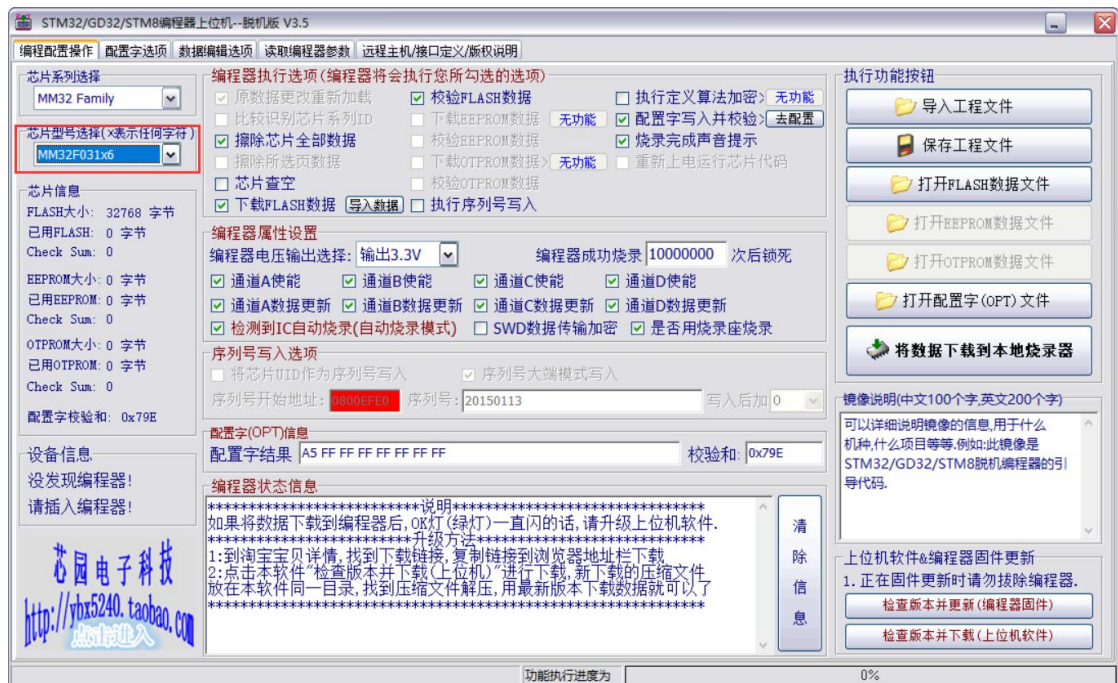 STM32/GD32/STM8编程器上位机--脱机版 V3.5
编程配置操作 配置字选项 数据编辑选项 读取编程器参数 远程主机/接口定义/版权说明
芯片系列选择
MM32 Family
芯片型号选择(x表示任何字符)
MM32F031x6
芯片信息
FLASH大小: 32768 字节
已用FLASH: 0 字节
Check Sum: 0
EEPROM大小: 0 字节
已用EEPROM: 0 字节
Check Sum: 0
OTPROM大小: 0 字节
已用OTPROM: 0 字节
Check Sum: 0
配置字校验和: 0x79E
设备信息
没发现编程器!
请插入编程器!
芯园电子科技
http://ybx5240.taobao.com
点击进入
编程器执行选项(编程器将会执行您所勾选的选项)
原数据更改重新加载 校验FLASH数据 执行定义算法加密> 无功能
比较识别芯片系列ID 下载EEPROM数据 无功能 配置字写入并校验> 去配置
擦除芯片全部数据 校验EEPROM数据 烧录完成声音提示
擦除所选页数据 下载OTPROM数据> 无功能 重新上电运行芯片代码
芯片查空 校验OTPROM数据
下载FLASH数据 导入数据 执行序列号写入
编程器属性设置
编程器电压输出选择: 输出3.3V 编程器成功烧录 10000000 次后锁死
通道A使能 通道B使能 通道C使能 通道D使能
通道A数据更新 通道B数据更新 通道C数据更新 通道D数据更新
检测到IC自动烧录(自动烧录模式) SWD数据传输加密 是否用烧录座烧录
序列号写入选项
将芯片UID作为序列号写入 序列号大端模式写入
序列号开始地址: 0800EFE0 序列号: 20150113 写入后加 0
配置字(OPT)信息
配置字结果 A5 FF FF FF FF FF FF FF 校验和: 0x79E
编程器状态信息
**************************说明*******************************
如果将数据下载到编程器后,OK灯(绿灯)一直闪的话,请升级上位机软件.
*************************升级方法****************************
1:到淘宝宝贝详情,找到下载链接,复制链接到浏览器地址栏下载
2:点击本软件"检查版本并下载(上位机)"进行下载,新下载的压缩文件
放在本软件同一目录,找到压缩文件解压,用最新版本下载数据就可以了
*************************************************************
清
除
信
息
执行功能按钮
导入工程文件
保存工程文件
打开FLASH数据文件
打开EEPROM数据文件
打开OTPROM数据文件
打开配置字(OPT)文件
将数据下载到本地烧录器
镜像说明(中文100个字,英文200个字)
可以详细说明镜像的信息,用于什么
机种,什么项目等等.例如:此镜像是
STM32/GD32/STM8脱机编程器的引
导代码.
上位机软件&编程器固件更新
1. 正在固件更新时请勿拔除编程器.
检查版本并更新(编程器固件)
检查版本并下载(上位机软件)
功能执行进度为 0%